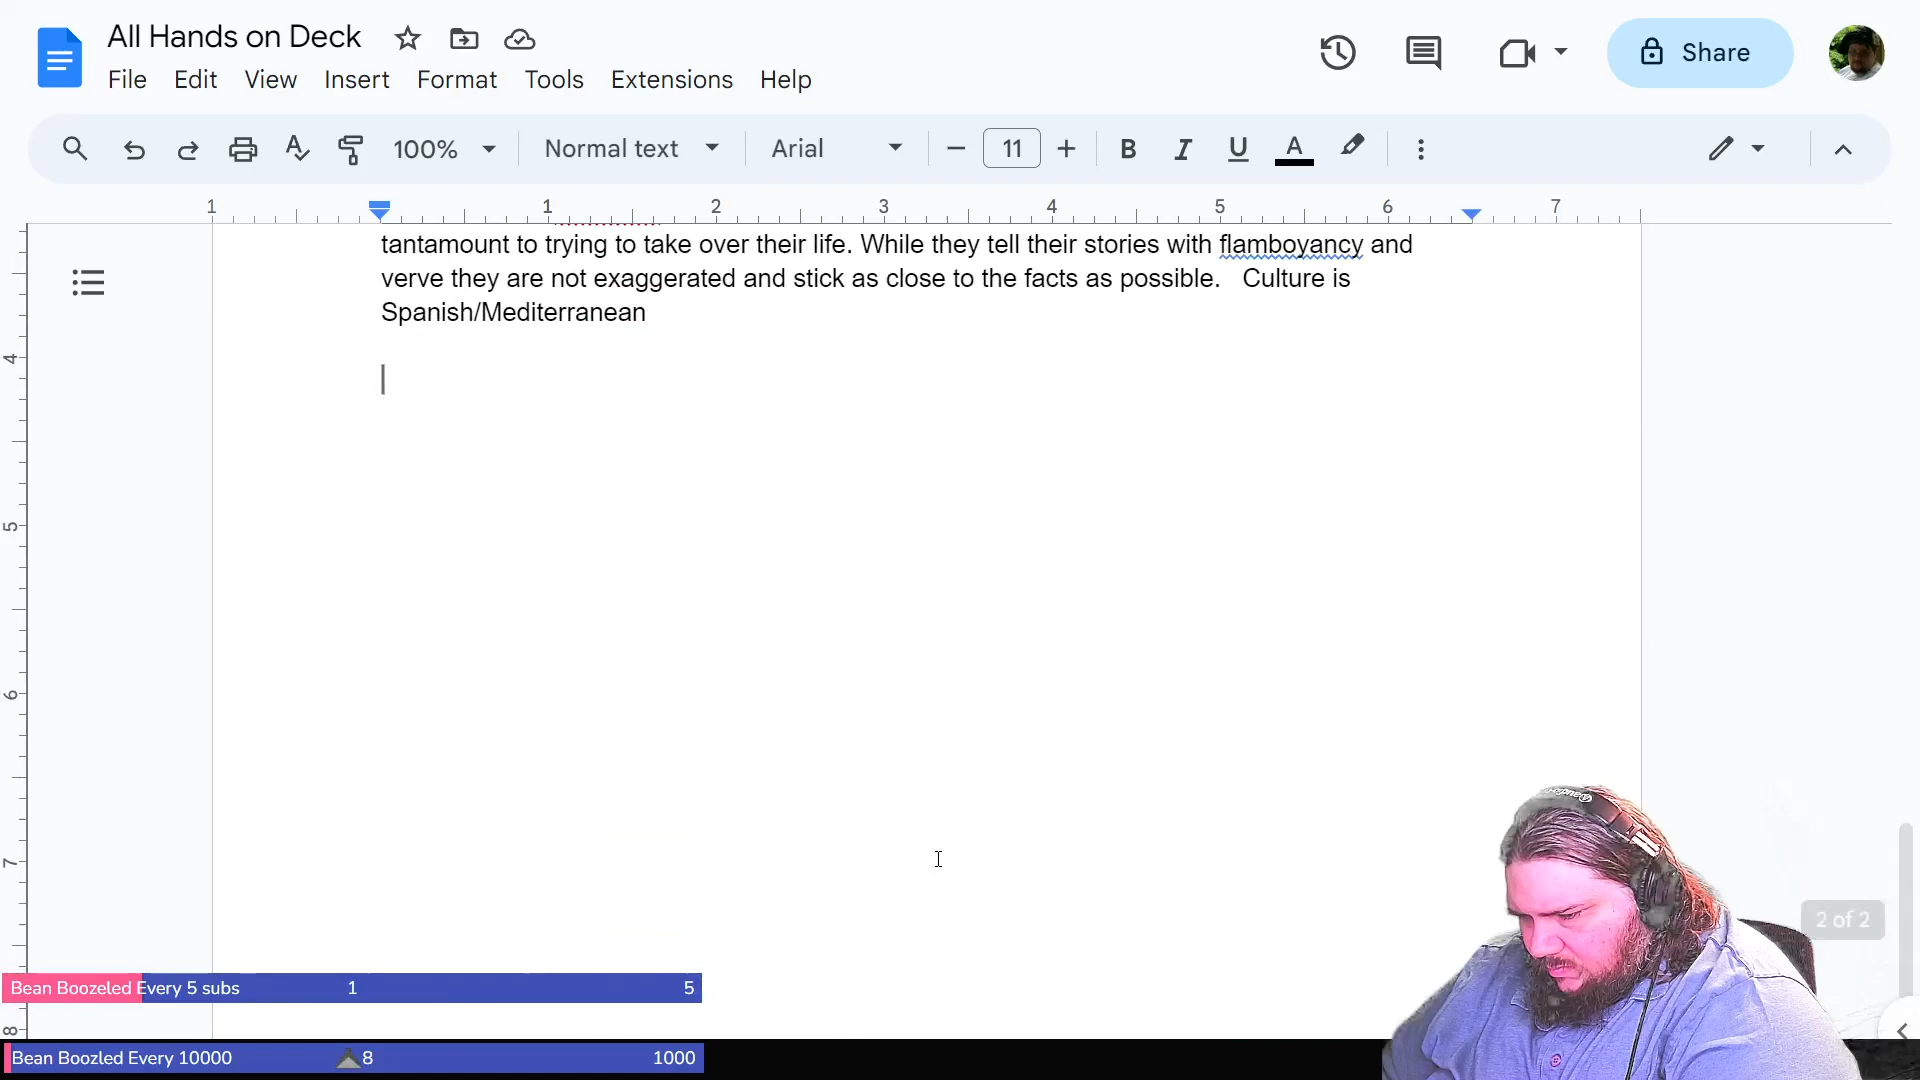 All Hands on Deck
File Edit View Insert Format Tools Extensions Help
Share
100% Normal text Arial 11 B I U A
1 1 2 3 4 5 6 7
tantamount to trying to take over their life. While they tell their stories with flamboyancy and
verve they are not exaggerated and stick as close to the facts as possible. Culture is
Spanish/Mediterranean
4
5
6
7
8
2 of 2
Bean Boozeled Every 5 subs 1 5
Bean Boozled Every 10000 8 1000